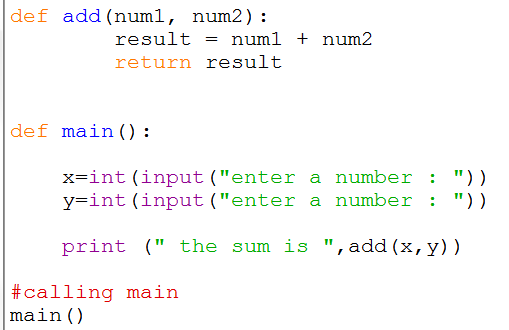 def add(num1, num2):
        result = num1 + num2
        return result
def main():
    x=int(input("enter a number : "))
    y=int(input("enter a number : "))
    print (" the sum is ",add(x,y))
#calling main
main()